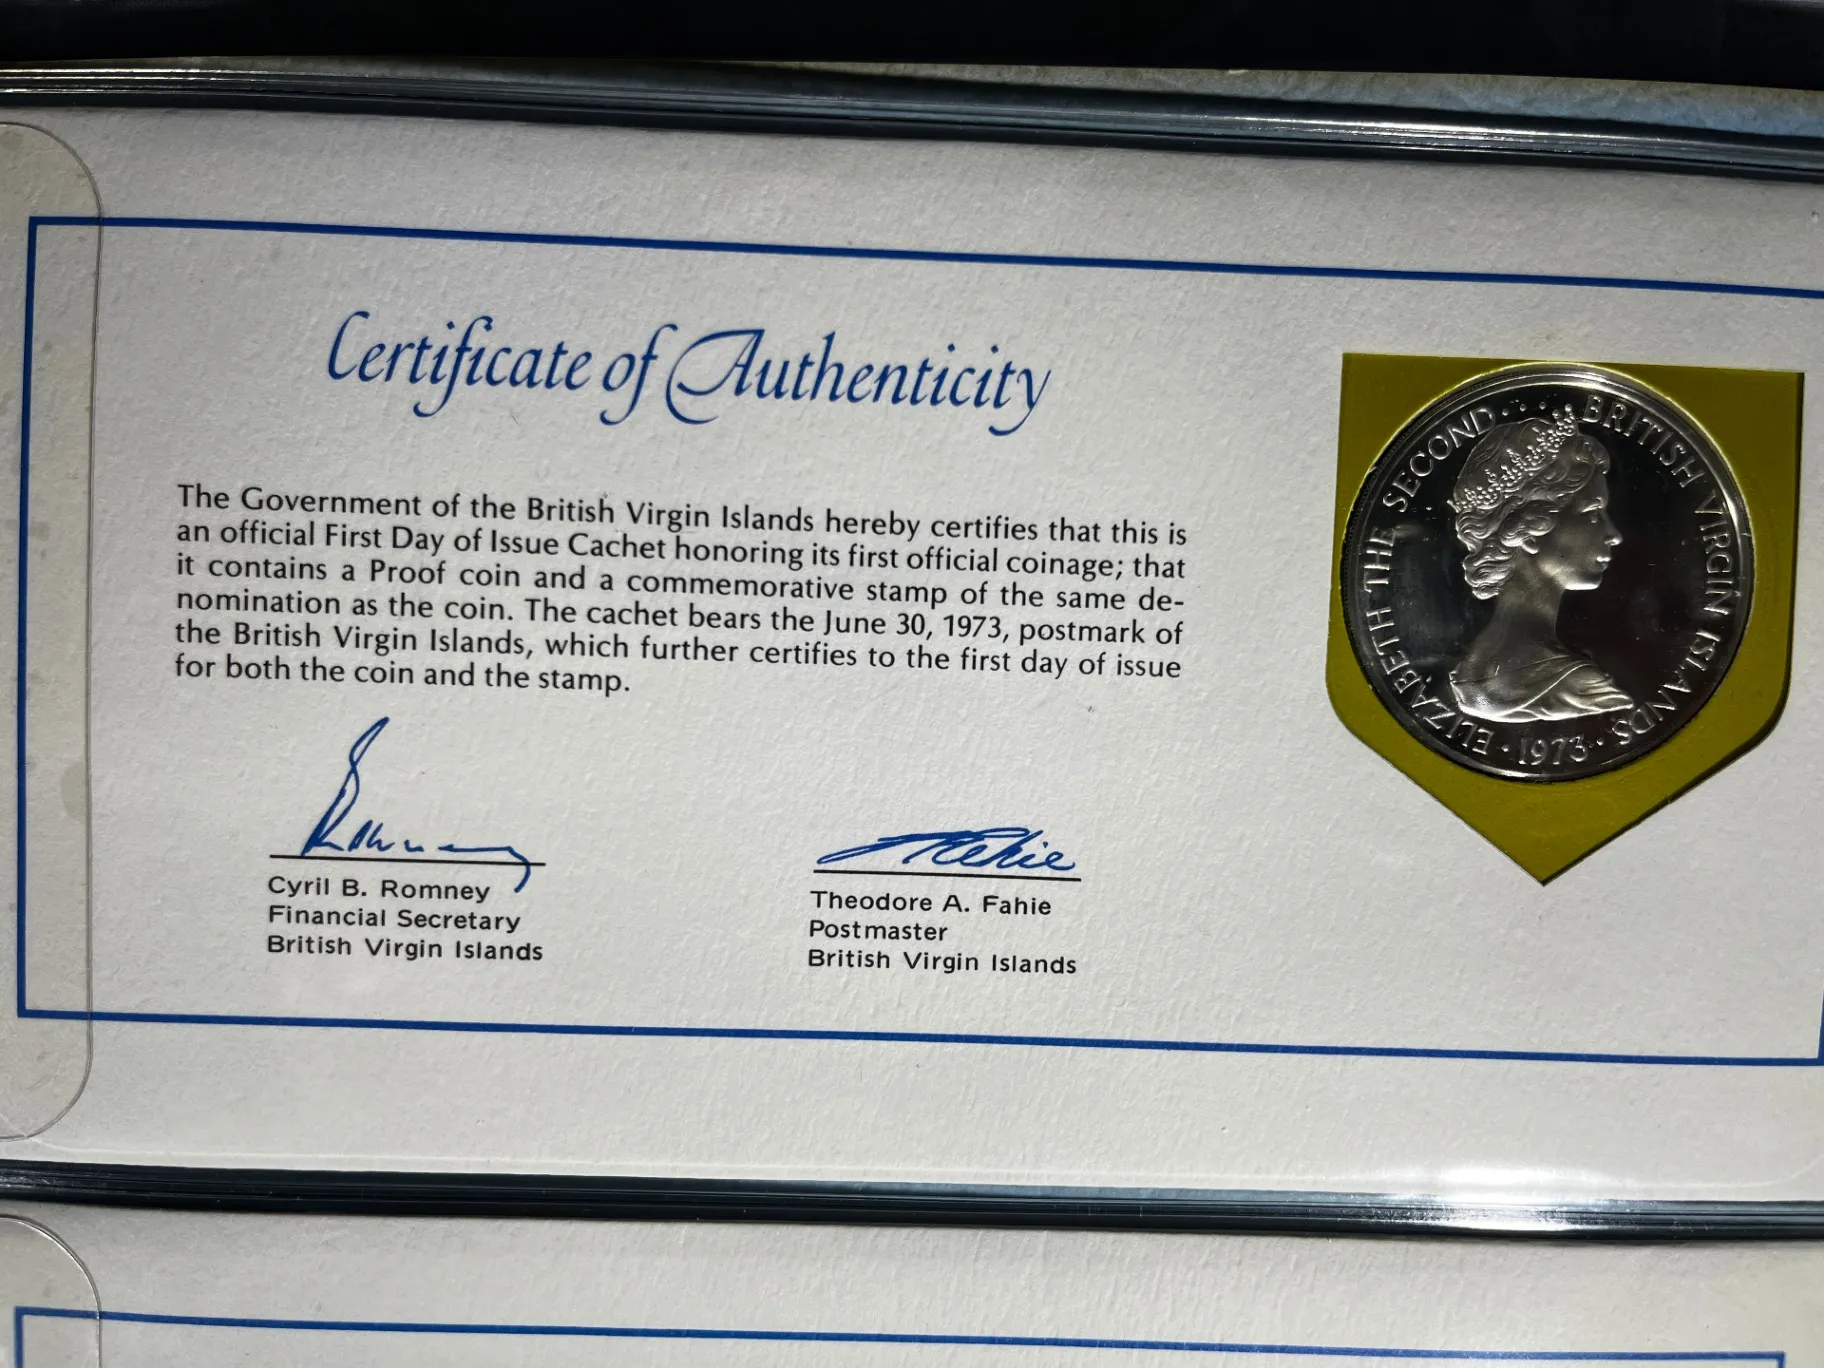 Certificate of Authenticity
The Government of the British Virgin Islands hereby certifies that this is
an official First Day of Issue Cachet honoring its first official coinage; that
it contains a Proof coin and a commemorative stamp of the same de-
nomination as the coin. The cachet bears the June 30, 1973, postmark of
the British Virgin Islands, which further certifies to the first day of issue
for both the coin and the stamp.
Romney
Cyril B. Romney
Financial Secretary
British Virgin Islands
TFahie
Theodore A. Fahie
Postmaster
British Virgin Islands
ELIZABETH THE SECOND · BRITISH VIRGIN ISLANDS
· 1973 ·